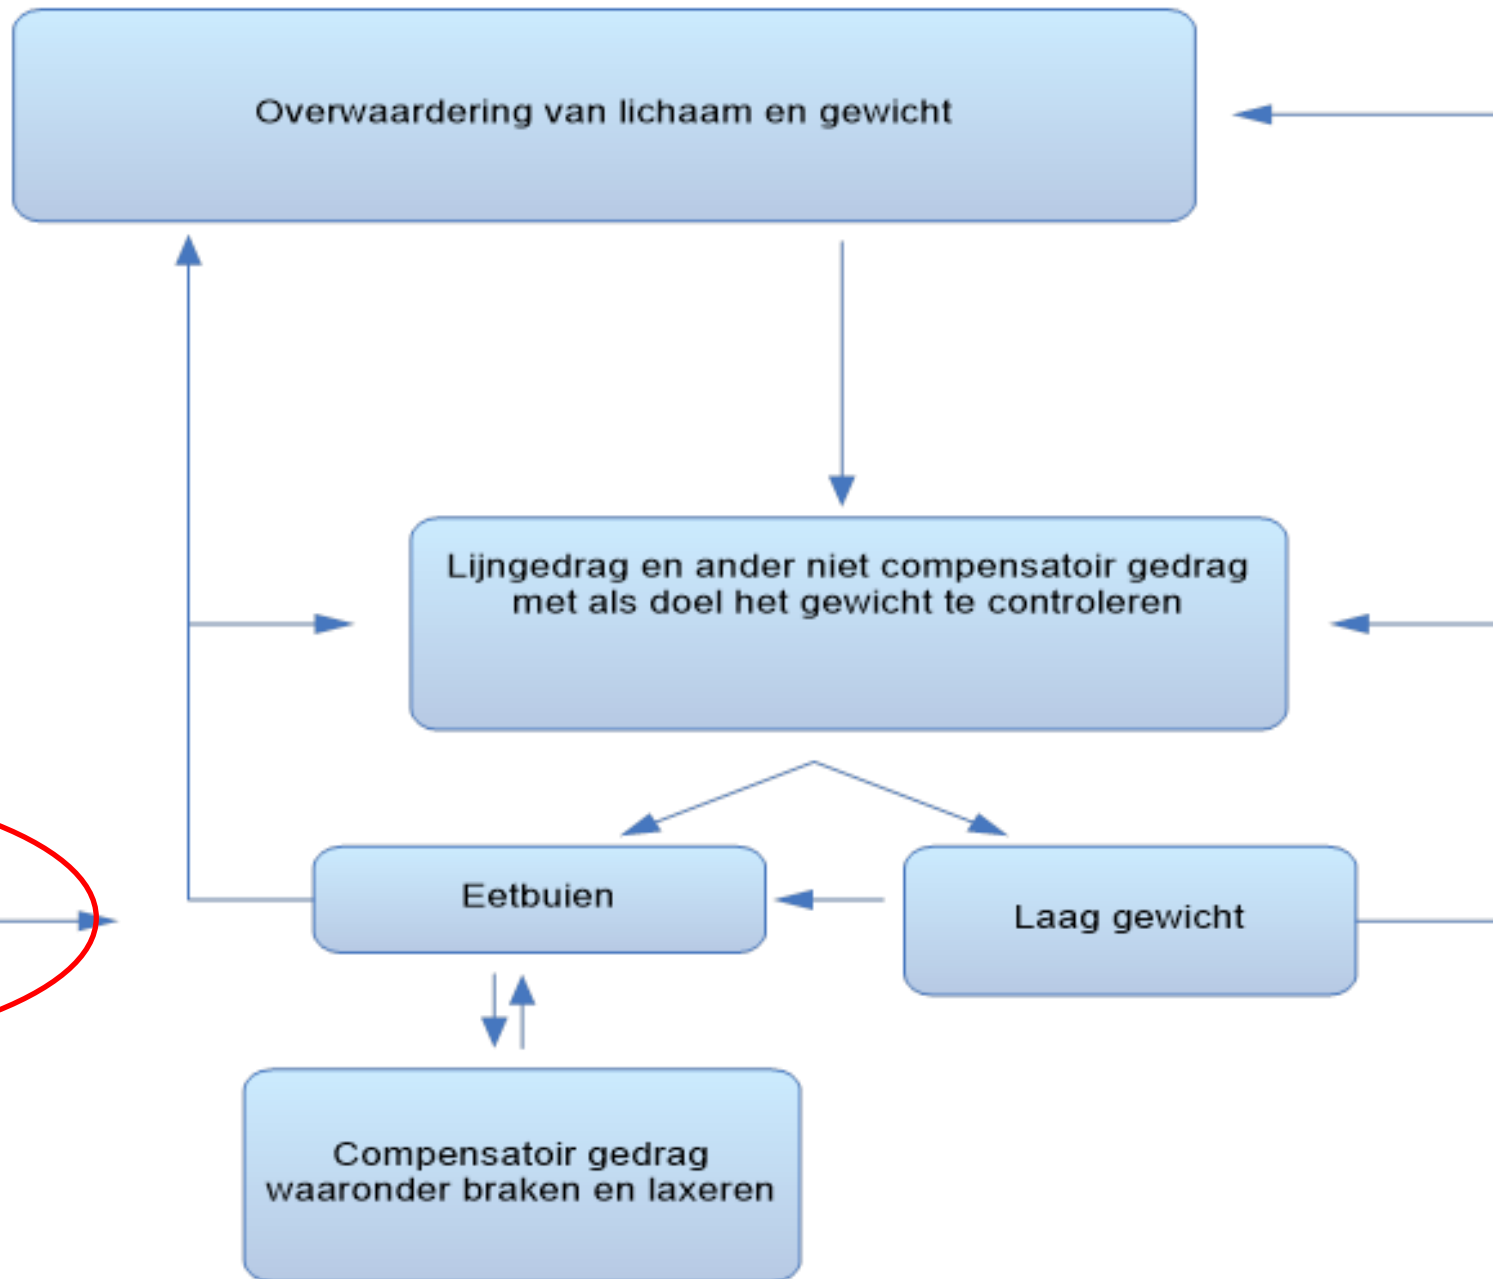 Overwaardering van lichaam en gewicht
Lijngedrag en ander niet compensatoir gedrag
met als doel het gewicht te controleren
Eetbuien
Laag gewicht
Compensatoir gedrag
waaronder braken en laxeren